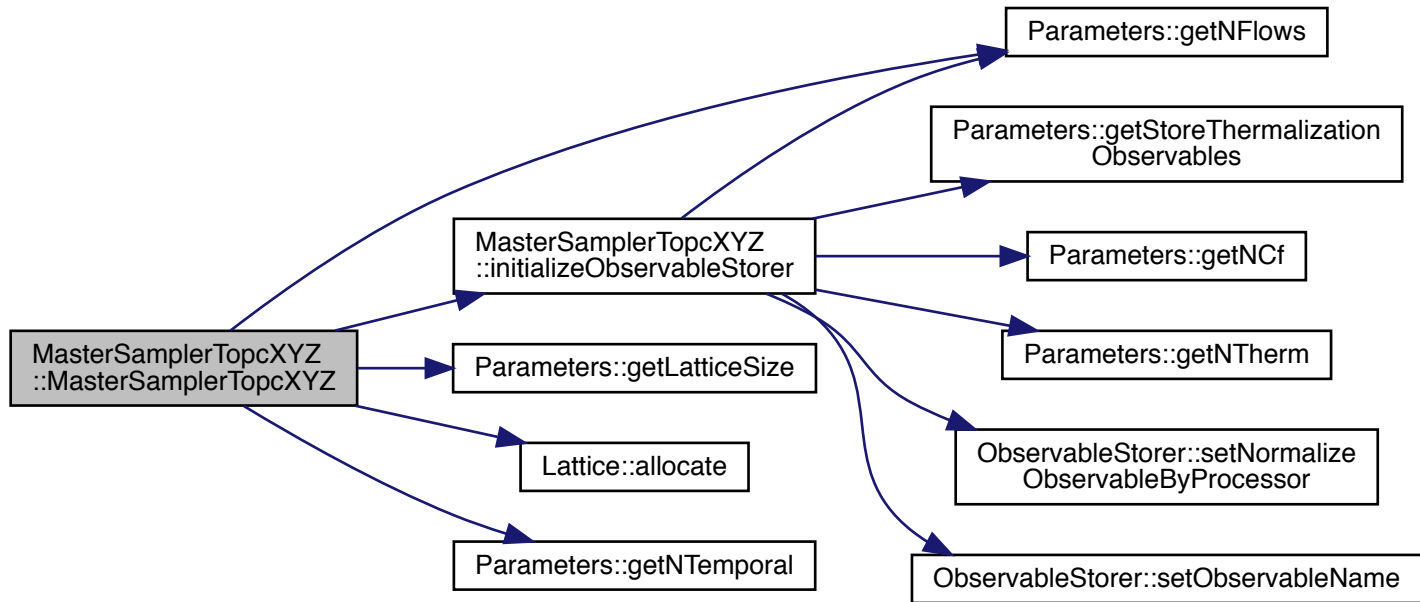 Parameters::getNFlows
Parameters::getStoreThermalization
Observables
MasterSamplerTopcXYZ
::initializeObservableStorer
Parameters::getNCf
Parameters::getNTherm
MasterSamplerTopcXYZ
::MasterSamplerTopcXYZ
Parameters::getLatticeSize
Lattice::allocate
ObservableStorer::setNormalize
ObservableByProcessor
Parameters::getNTemporal
ObservableStorer::setObservableName